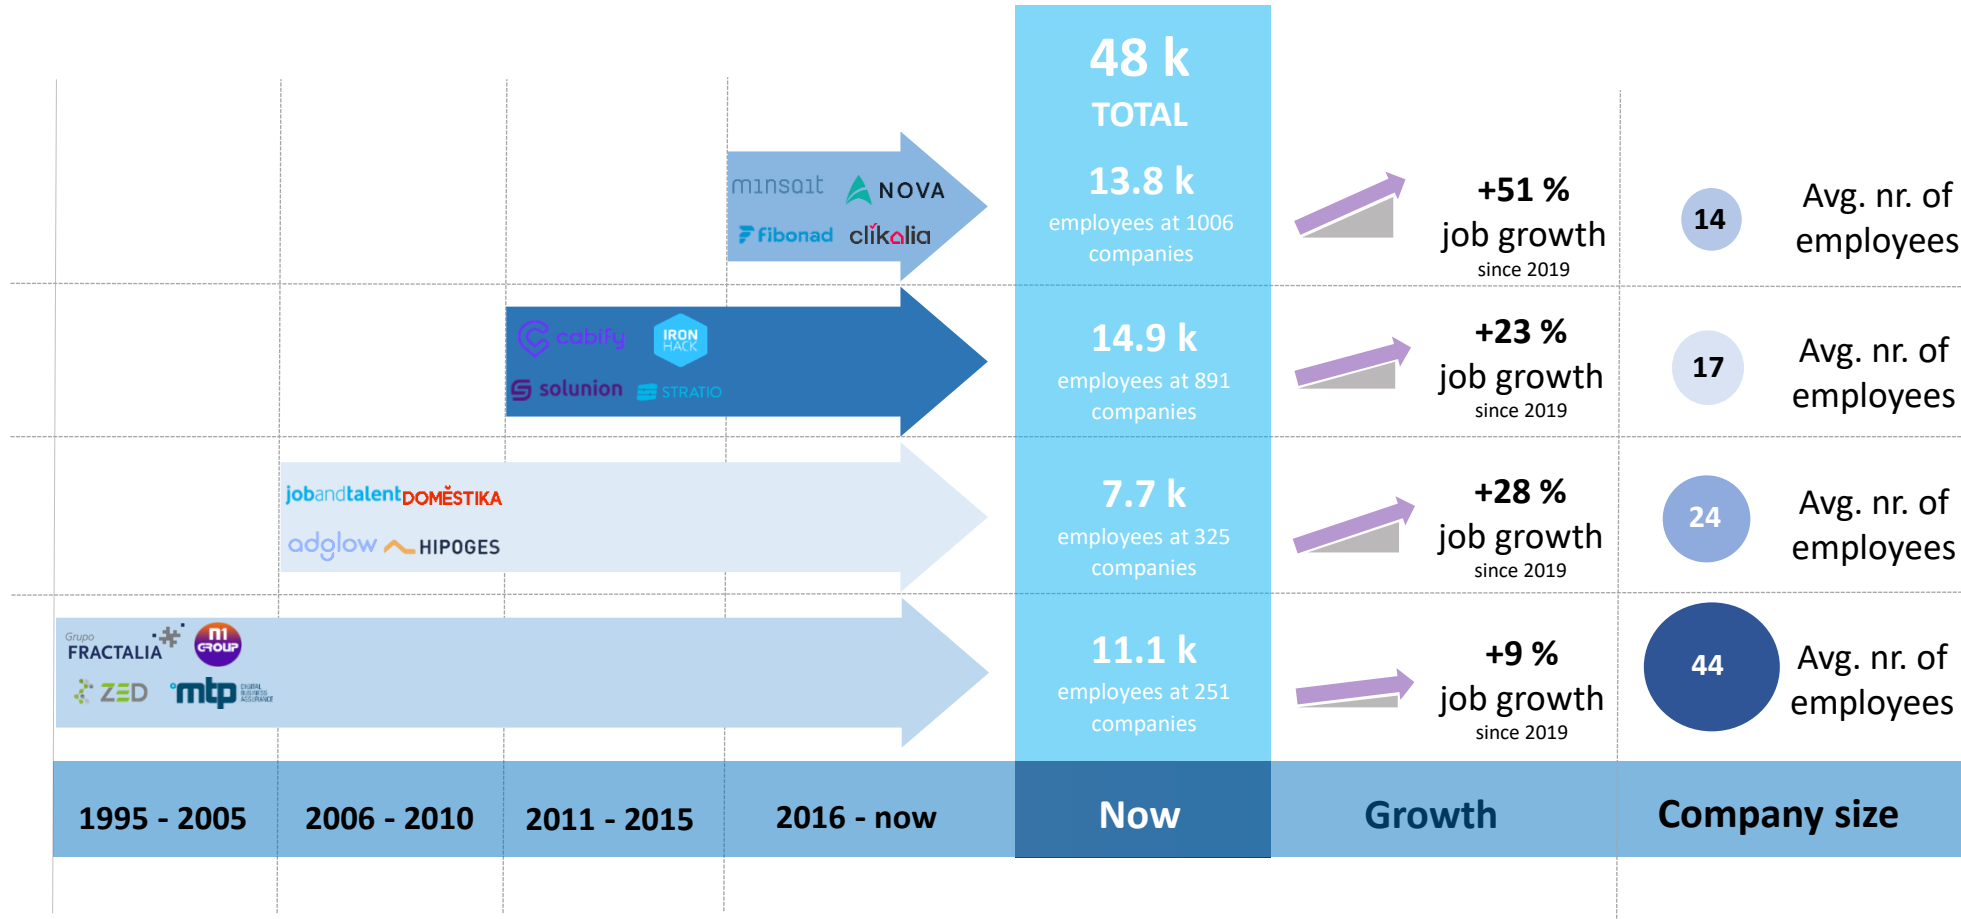 48 k
TOTAL
minsait
NOVA
fibonad
clikalia
13.8 k
employees at 1006
companies
+51 %
job growth
since 2019
14
Avg. nr. of
employees
cabify
IRON
HACK
solunion
STRATIO
14.9 k
employees at 891
companies
+23 %
job growth
since 2019
17
Avg. nr. of
employees
jobandtalent
DOMĚSTIKA
adglow
HIPOGES
7.7 k
employees at 325
companies
+28 %
job growth
since 2019
24
Avg. nr. of
employees
Grupo
FRACTALIA
n1
GROUP
ZED
mtp
DIGITAL
BUSINESS
ASSURANCE
11.1 k
employees at 251
companies
+9 %
job growth
since 2019
44
Avg. nr. of
employees
1995 - 2005
2006 - 2010
2011 - 2015
2016 - now
Now
Growth
Company size